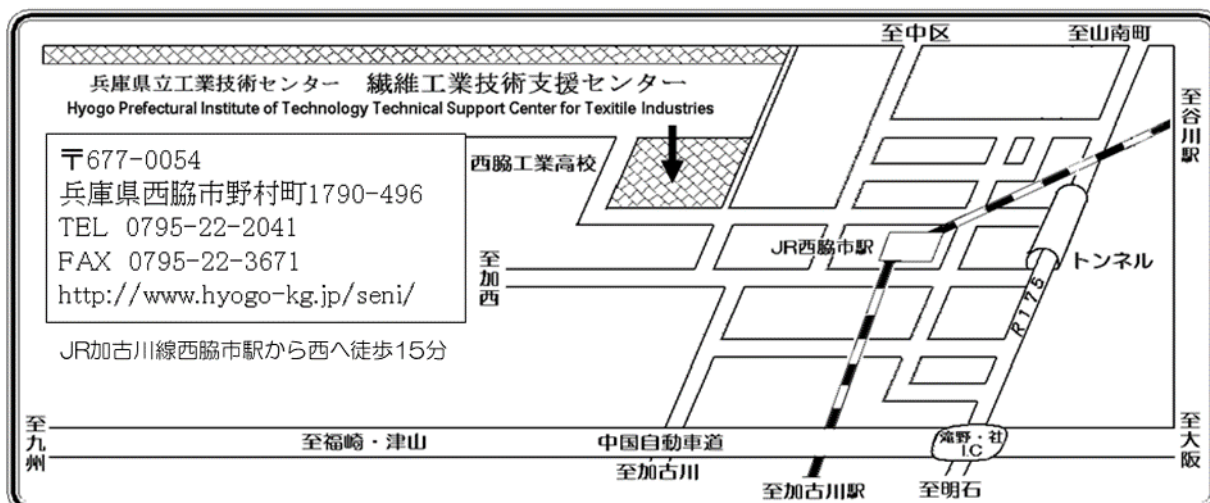 至中区
至山南町
兵庫県立工業技術センター 繊維工業技術支援センター
Hyogo Prefectural Institute of Technology Technical Support Center for Texitile Industries
至谷川駅
〒677-0054
兵庫県西脇市野村町1790-496
TEL 0795-22-2041
FAX 0795-22-3671
http://www.hyogo-kg.jp/seni/
西脇工業高校
JR西脇市駅
至加西
トンネル
R175
JR加古川線西脇市駅から西へ徒歩15分
至九州
至福崎・津山
中国自動車道
滝野・社
I.C
至大阪
至加古川
至加古川駅
至明石